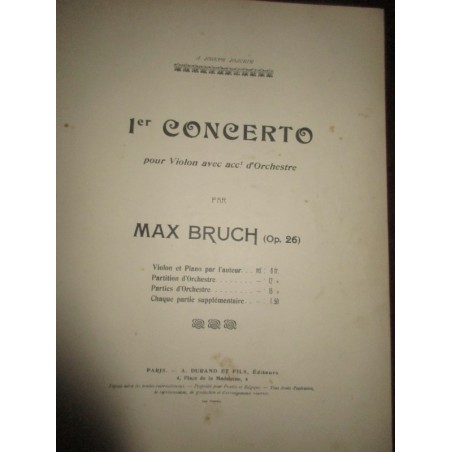 1er CONCERTO
pour Violon avec acct d'Orchestre
PAR
MAX BRUCH (Op. 26)
Violon et Piano par l'auteur
Partition d'Orchestre
Parties d'Orchestre
Chaque partie supplémentaire
PARIS. — A. DURAND ET FILS, Éditeurs
4, Place de la Madeleine, 4